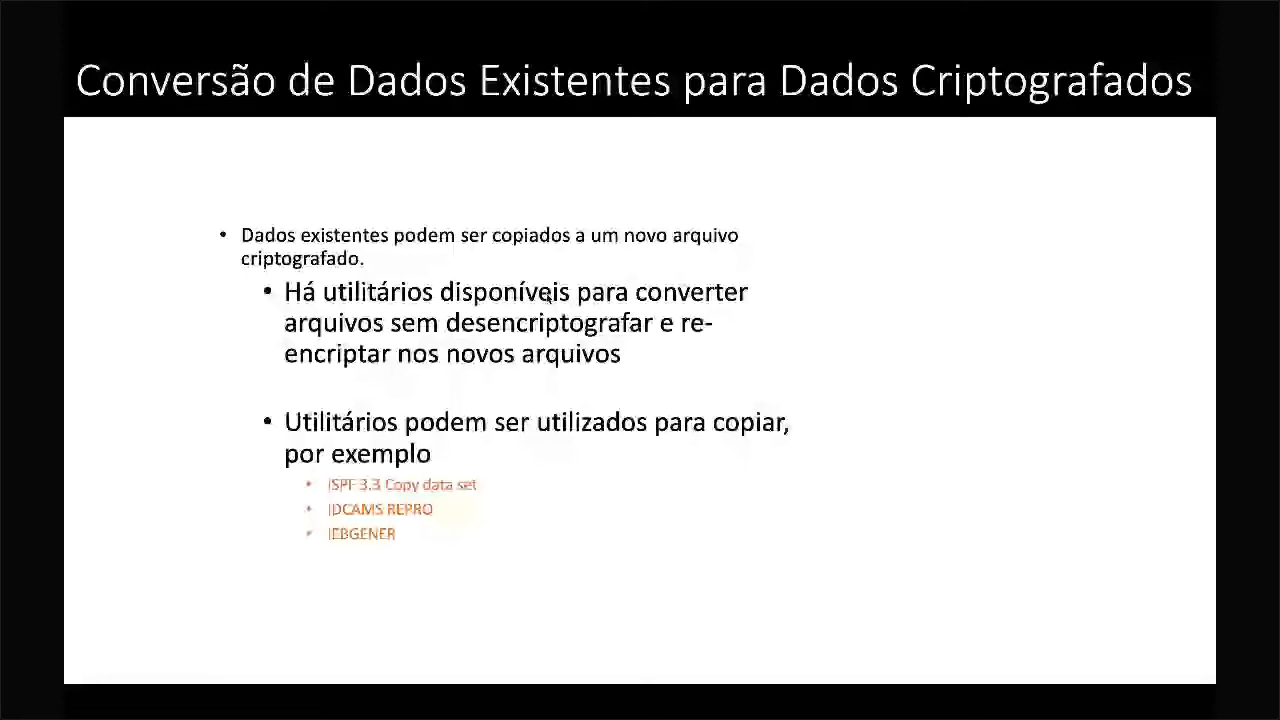 Conversão de Dados Existentes para Dados Criptografados
• Dados existentes podem ser copiados a um novo arquivo
criptografado.
• Há utilitários disponíveis para converter
arquivos sem desencriptografar e re-
encriptar nos novos arquivos
• Utilitários podem ser utilizados para copiar,
por exemplo
• ISPF 3.3 Copy data set
• IDCAMS REPRO
• IEBGENER